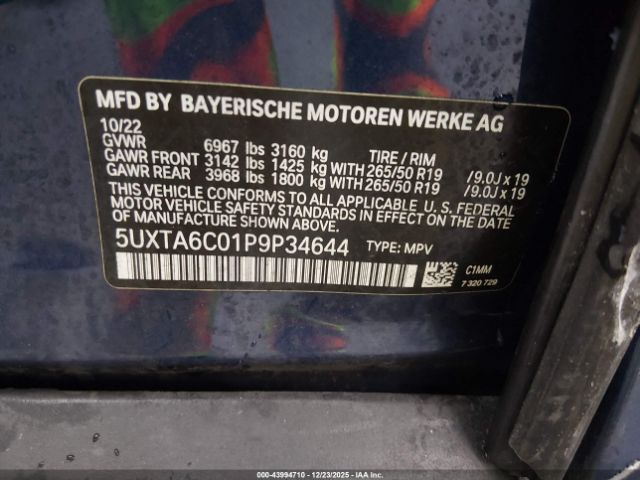 MFD BY BAYERISCHE MOTOREN WERKE AG
10/22
GVWR 6967 lbs 3160 kg TIRE / RIM
GAWR FRONT 3142 lbs 1425 kg WITH 265/50 R19 /9.0J x 19
GAWR REAR 3968 lbs 1800 kg WITH 265/50 R19 /9.0J x 19
THIS VEHICLE CONFORMS TO ALL APPLICABLE U. S. FEDERAL
MOTOR VEHICLE SAFETY STANDARDS IN EFFECT ON THE DATE
OF MANUFACTURE SHOWN ABOVE.
5UXTA6C01P9P34644 TYPE: MPV
C1MM
7 320 729
000-43994710 - 12/23/2025 - IAAI, Inc.